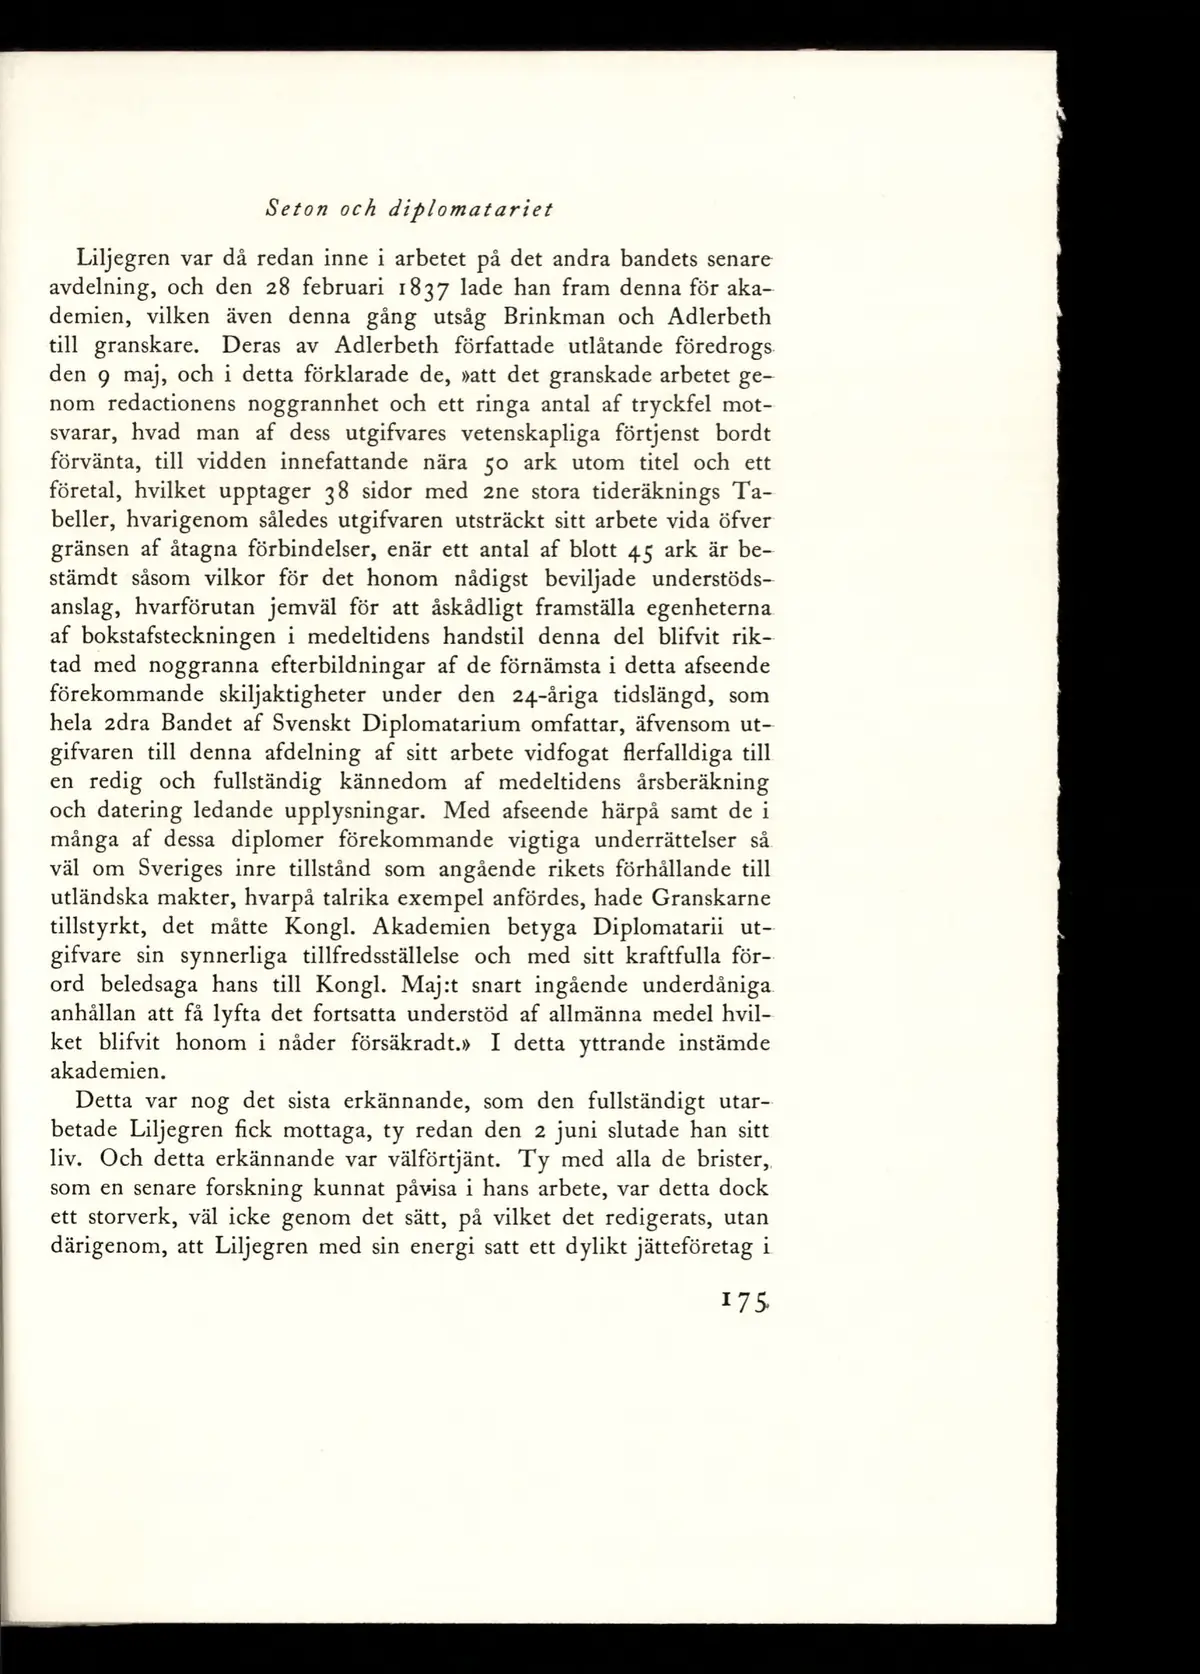 Seton och diplomatariet
Liljegren var då redan inne i arbetet på det andra bandets senare
avdelning, och den 28 februari 1837 lade han fram denna för aka-
demien, vilken även denna gång utsåg Brinkman och Adlerbeth
till granskare. Deras av Adlerbeth författade utlåtande föredrogs
den 9 maj, och i detta förklarade de, »att det granskade arbetet ge-
nom redactionens noggrannhet och ett ringa antal af tryckfel mot-
svarar, hvad man af dess utgifvares vetenskapliga förtjenst bordt
förvänta, till vidden innefattande nära 50 ark utom titel och ett
företal, hvilket upptager 38 sidor med 2ne stora tideräknings Ta-
beller, hvarigenom således utgifvaren utsträckt sitt arbete vida öfver
gränsen af åtagna förbindelser, enär ett antal af blott 45 ark är be-
stämdt såsom vilkor för det honom nådigst beviljade understöds-
anslag, hvarförutan jemväl för att åskådligt framställa egenheterna
af bokstafsteckningen i medeltidens handstil denna del blifvit rik-
tad med noggranna efterbildningar af de förnämsta i detta afseende
förekommande skiljaktigheter under den 24-åriga tidslängd, som
hela 2dra Bandet af Svenskt Diplomatarium omfattar, äfvensom ut-
gifvaren till denna afdelning af sitt arbete vidfogat flerfalldiga till
en redig och fullständig kännedom af medeltidens årsberäkning
och datering ledande upplysningar. Med afseende härpå samt de i
många af dessa diplomer förekommande vigtiga underrättelser så
väl om Sveriges inre tillstånd som angående rikets förhållande till
utländska makter, hvarpå talrika exempel anfördes, hade Granskarne
tillstyrkt, det måtte Kongl. Akademien betyga Diplomatarii ut-
gifvare sin synnerliga tillfredsställelse och med sitt kraftfulla för-
ord beledsaga hans till Kongl. Maj:t snart ingående underdåniga
anhållan att få lyfta det fortsatta understöd af allmänna medel hvil-
ket blifvit honom i nåder försäkradt.» I detta yttrande instämde
akademien.
Detta var nog det sista erkännande, som den fullständigt utar-
betade Liljegren fick mottaga, ty redan den 2 juni slutade han sitt
liv. Och detta erkännande var välförtjänt. Ty med alla de brister,
som en senare forskning kunnat påvisa i hans arbete, var detta dock
ett storverk, väl icke genom det sätt, på vilket det redigerats, utan
därigenom, att Liljegren med sin energi satt ett dylikt jätteföretag i
175